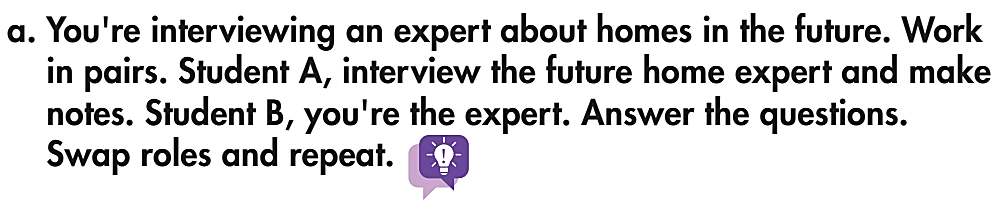 a. You're interviewing an expert about homes in the future. Work
in pairs. Student A, interview the future home expert and make
notes. Student B, you're the expert. Answer the questions.
Swap roles and repeat.